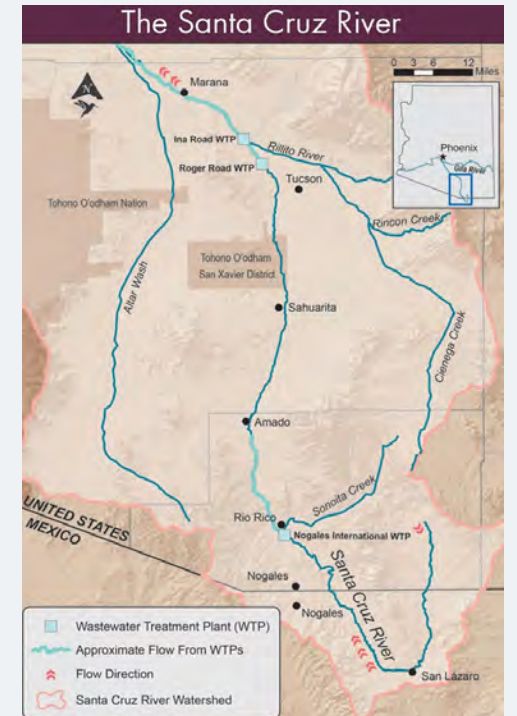 The Santa Cruz River
0 3 6 12
Miles
N
Marana
Ina Road WTP
Rillito River
Roger Road WTP
Tucson
Phoenix
Gila River
Tohono O'odham Nation
Rincon Creek
Tohono O'odham
San Xavier District
Altar Wash
Sahuarita
Cienega Creek
Amado
Sonoita Creek
UNITED STATES
MEXICO
Rio Rico
Nogales International WTP
Santa Cruz River
Nogales
Nogales
San Lázaro
Wastewater Treatment Plant (WTP)
Approximate Flow From WTPs
Flow Direction
Santa Cruz River Watershed